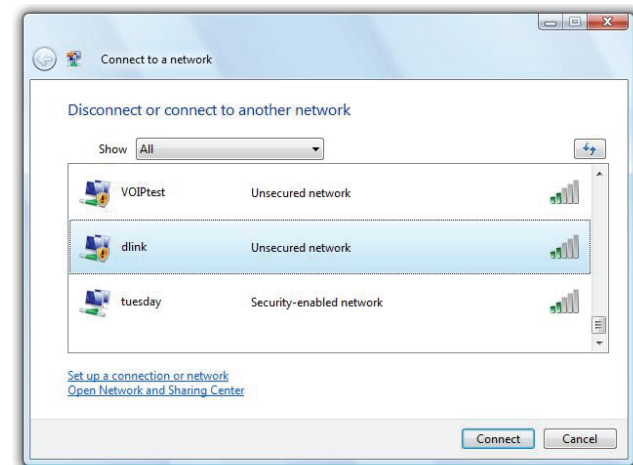 Connect to a network
Disconnect or connect to another network
Show All
VOIPtest Unsecured network
dlink Unsecured network
tuesday Security-enabled network
Set up a connection or network
Open Network and Sharing Center
Connect Cancel